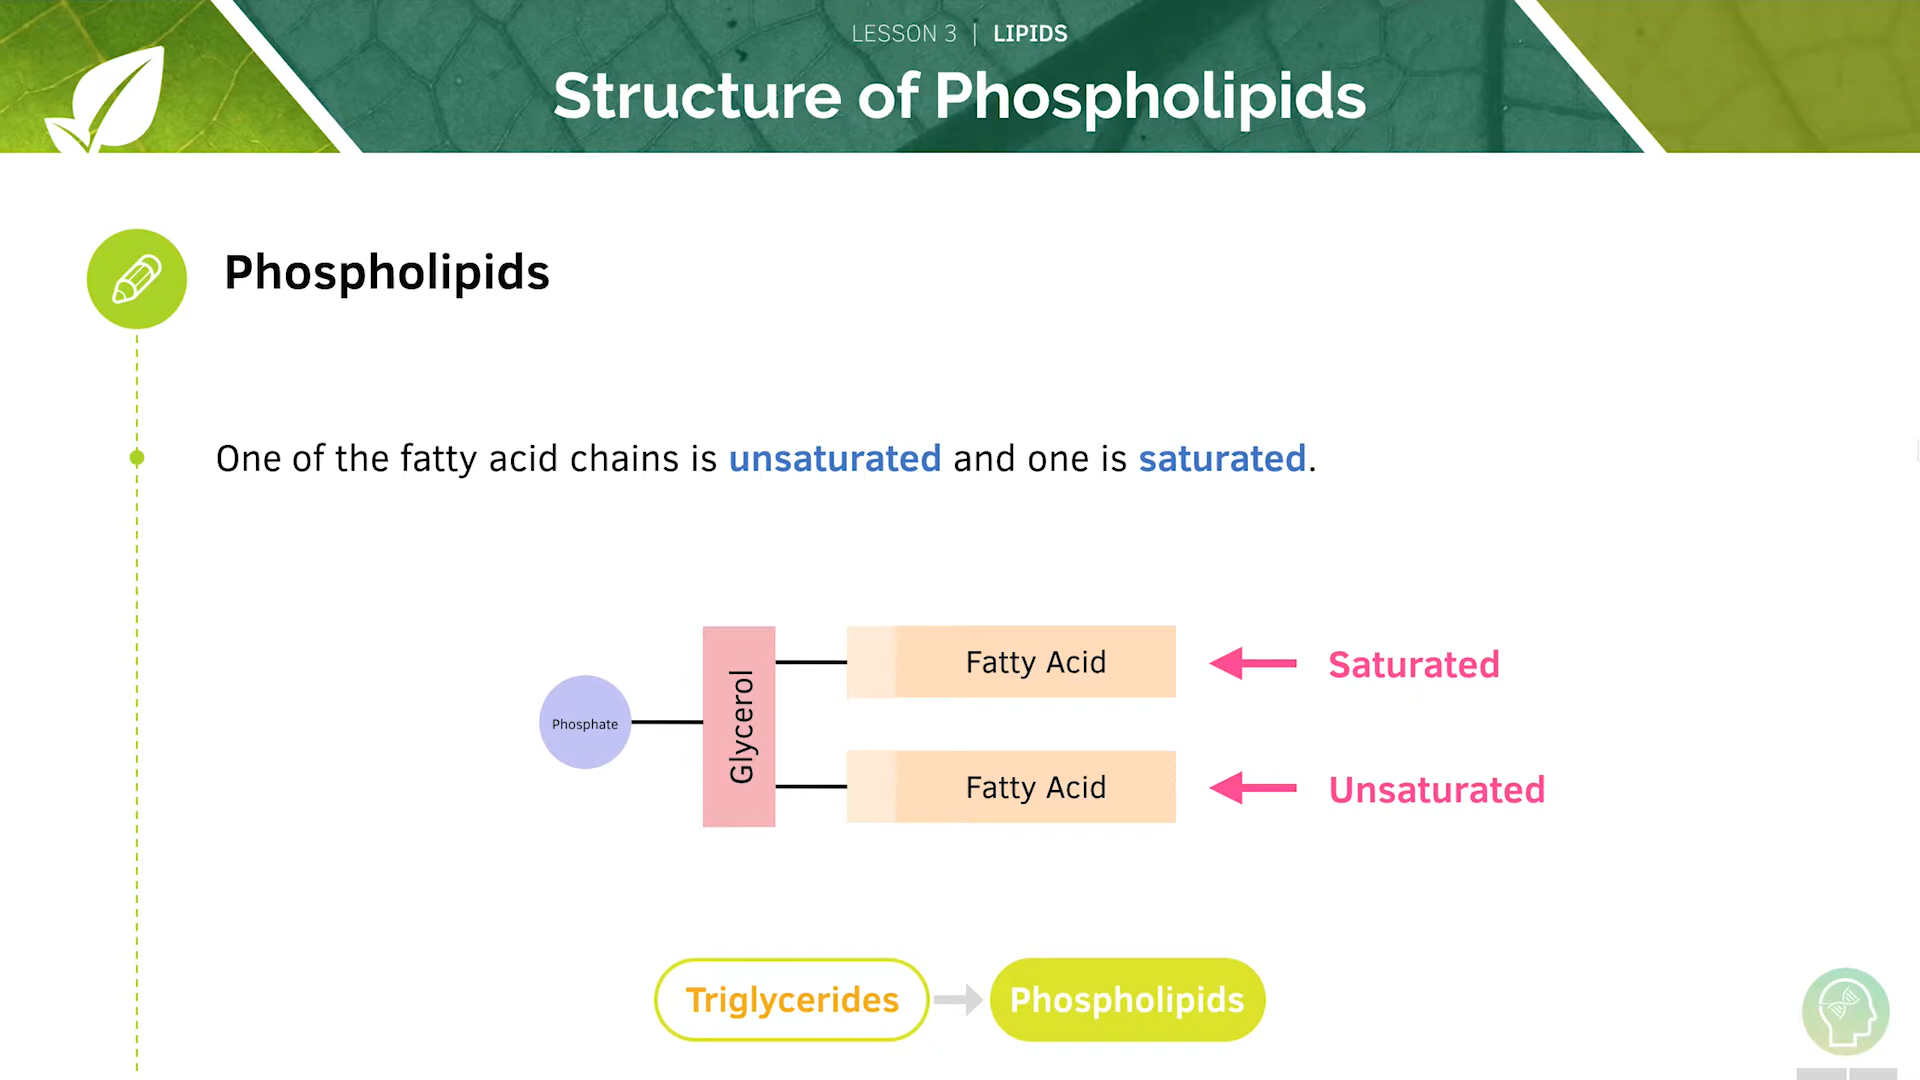 LESSON 3 | LIPIDS
Structure of Phospholipids
Phospholipids
One of the fatty acid chains is unsaturated and one is saturated.
Phosphate
Glycerol
Fatty Acid
Saturated
Fatty Acid
Unsaturated
Triglycerides
Phospholipids